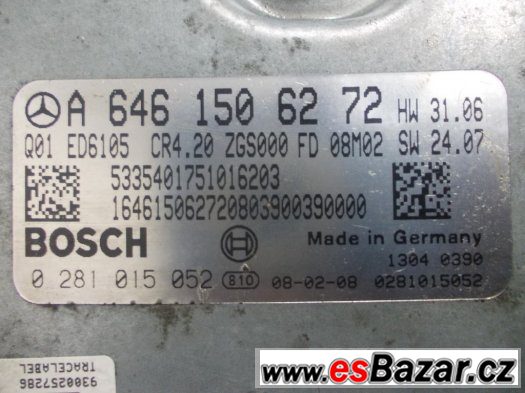 A 646 150 62 72 HW 31.06
Q01 ED6105 CR4.20 ZGS000 FD 08M02 SW 24.07
5335401751016203
16461506272080390039​0000
BOSCH
Made in Germany
1304 0390
0 281 015 052 810 08-02-08 0281015052
9300257286
TRACELABEL
www.esBazar.cz